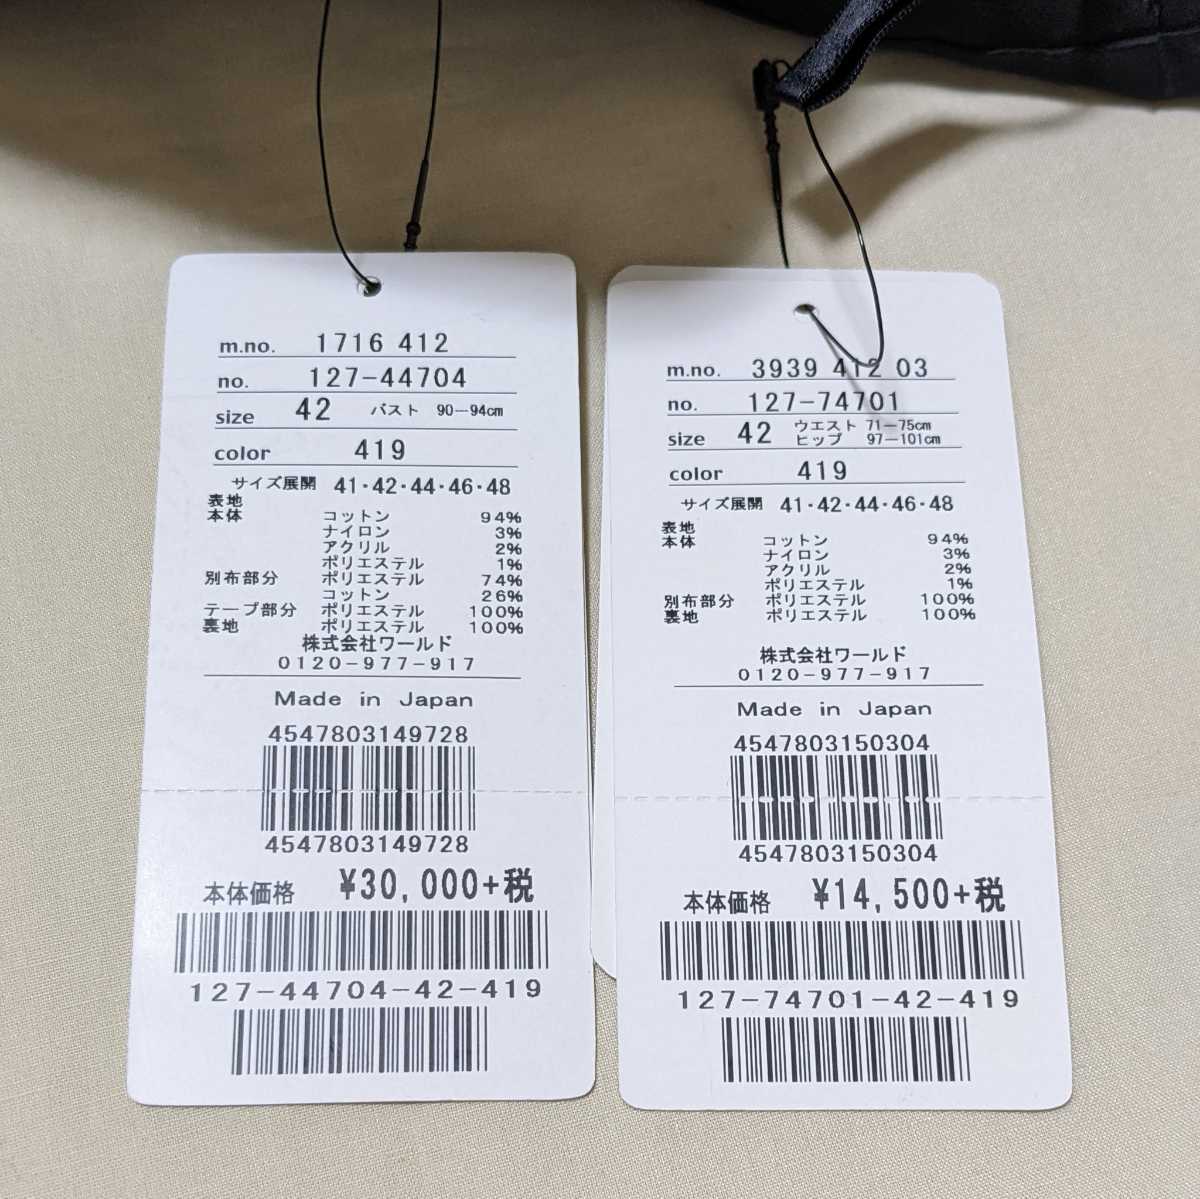 m.no. 1716 412
no. 127-44704
size 42 バスト 90―94㎝
color 419
サイズ展開 41・42・44・46・48
表地
本体 コットン 94%
ナイロン 3%
アクリル 2%
ポリエステル 1%
別布部分 ポリエステル 74%
コットン 26%
テープ部分 ポリエステル 100%
裏地 ポリエステル 100%
株式会社ワールド
0120-977-917
Made in Japan
4547803149728
4547803149728
本体価格 ¥30,000+税
127-44704-42-419
m.no. 3939 412 03
no. 127-74701
size 42 ウエスト 71―75㎝
ヒップ 97―101㎝
color 419
サイズ展開 41・42・44・46・48
表地
本体 コットン 94%
ナイロン 3%
アクリル 2%
ポリエステル 1%
別布部分 ポリエステル 100%
裏地 ポリエステル 100%
株式会社ワールド
0120-977-917
Made in Japan
4547803150304
4547803150304
本体価格 ¥14,500+税
127-74701-42-419